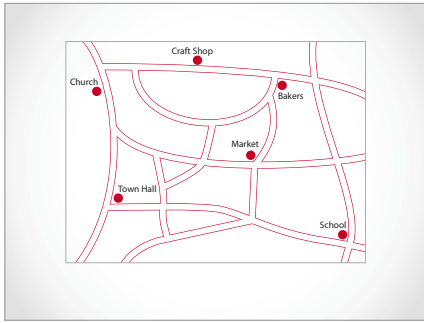 Craft Shop
Church
Bakers
Market
Town Hall
School